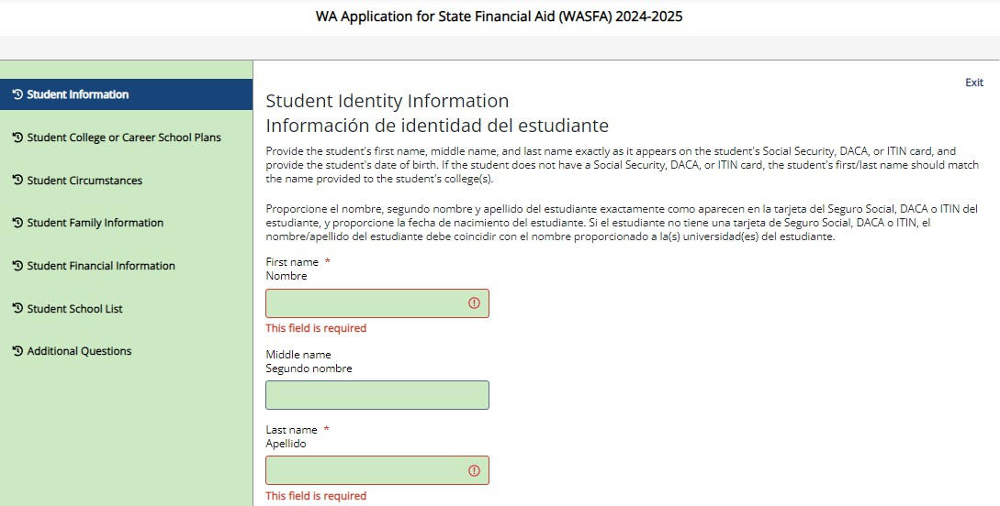 WA Application for State Financial Aid (WASFA) 2024-2025
Exit
Student Information
Student College or Career School Plans
Student Circumstances
Student Family Information
Student Financial Information
Student School List
Additional Questions
Student Identity Information
Información de identidad del estudiante
Provide the student's first name, middle name, and last name exactly as it appears on the student's Social Security, DACA, or ITIN card, and
provide the student's date of birth. If the student does not have a Social Security, DACA, or ITIN card, the student's first/last name should match
the name provided to the student's college(s).
Proporcione el nombre, segundo nombre y apellido del estudiante exactamente como aparecen en la tarjeta del Seguro Social, DACA o ITIN del
estudiante, y proporcione la fecha de nacimiento del estudiante. Si el estudiante no tiene una tarjeta de Seguro Social, DACA o ITIN, el
nombre/apellido del estudiante debe coincidir con el nombre proporcionado a la(s) universidad(es) del estudiante.
First name *
Nombre
This field is required
Middle name
Segundo nombre
Last name *
Apellido
This field is required